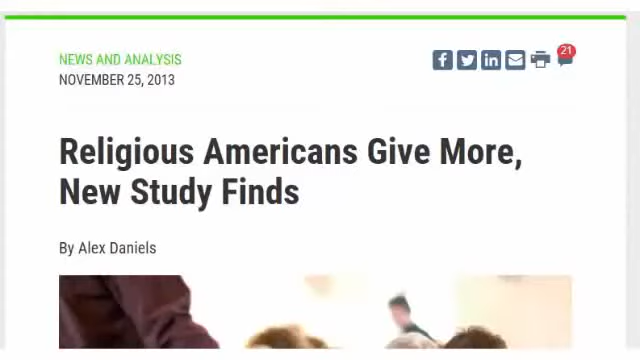 NEWS AND ANALYSIS
NOVEMBER 25, 2013
21
Religious Americans Give More,
New Study Finds
By Alex Daniels